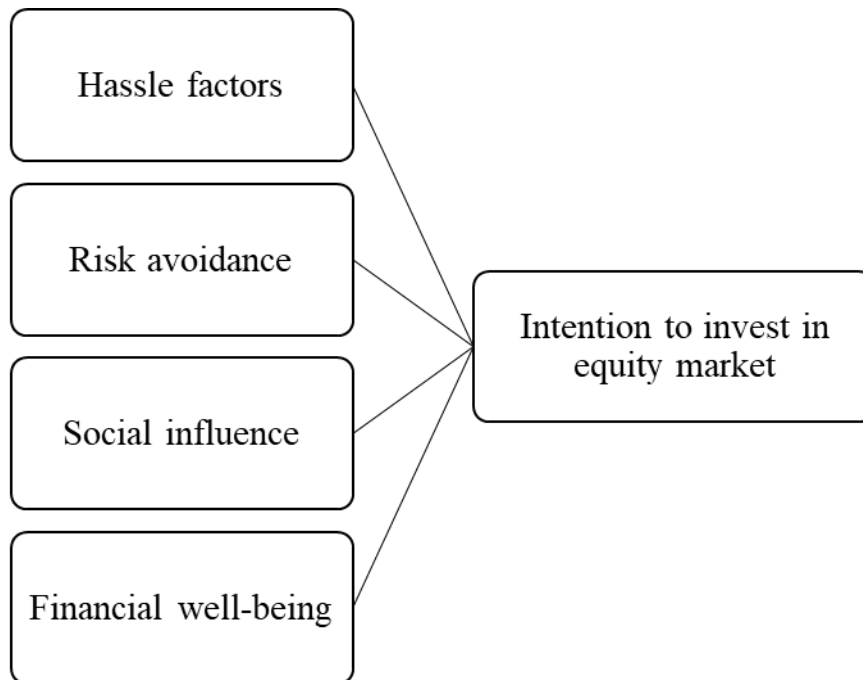 Hassle factors
Risk avoidance
Social influence
Financial well-being
Intention to invest in
equity market